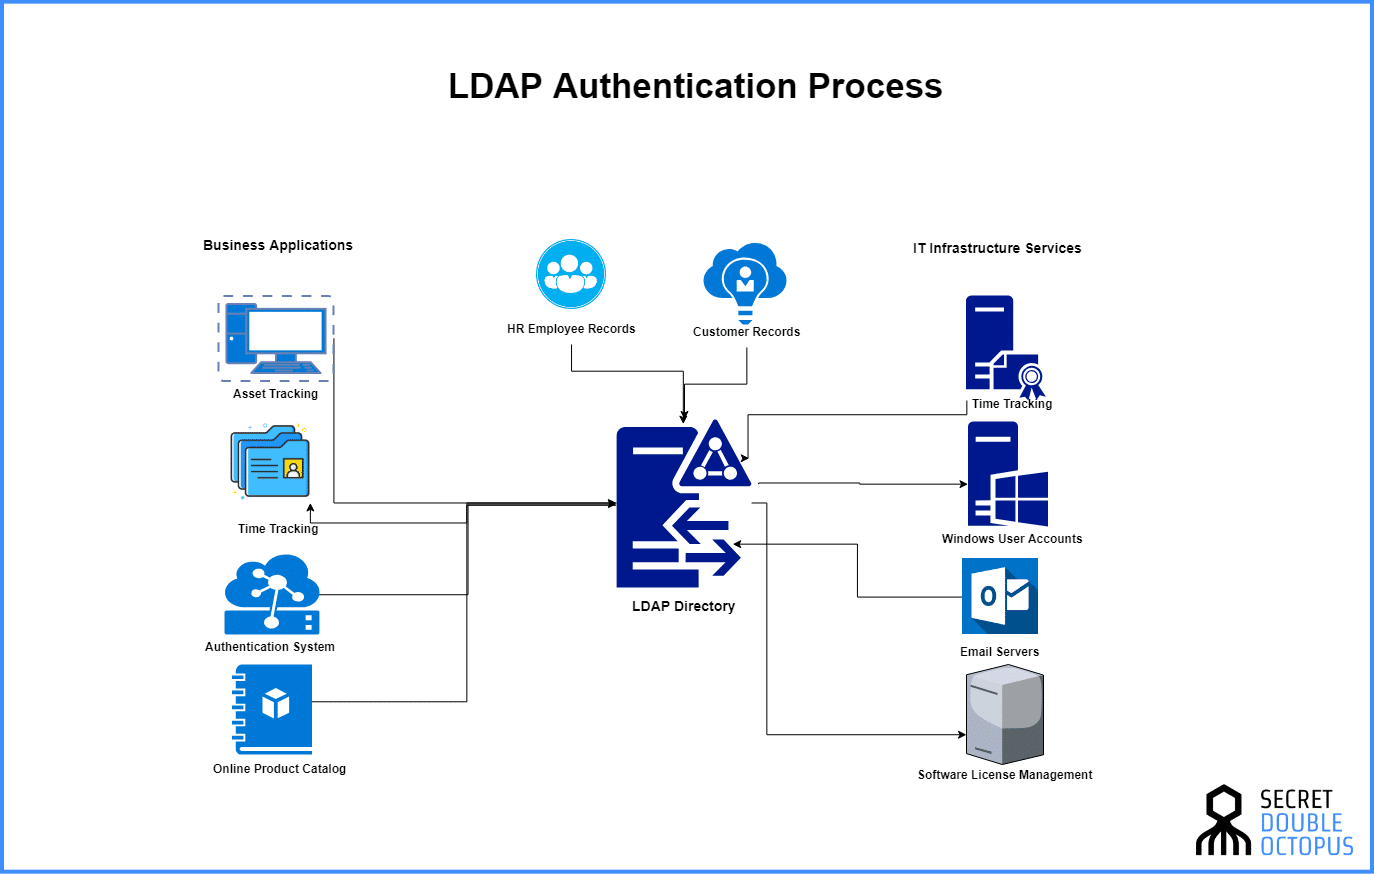 LDAP Authentication Process
Business Applications
HR Employee Records
Customer Records
IT Infrastructure Services
Asset Tracking
Time Tracking
Time Tracking
Windows User Accounts
LDAP Directory
Authentication System
Email Servers
Online Product Catalog
Software License Management
SECRET
DOUBLE
OCTOPUS